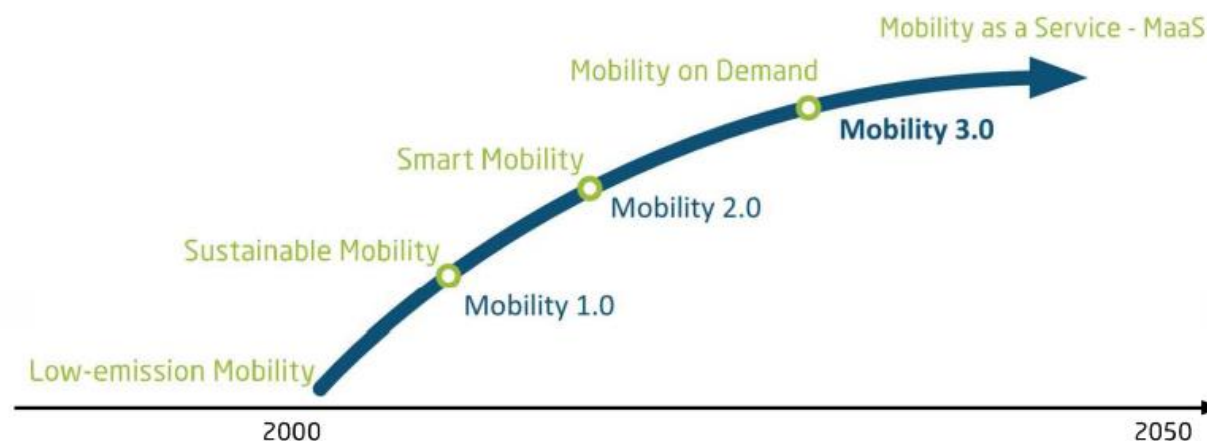 Mobility as a Service - MaaS
Mobility on Demand
Mobility 3.0
Smart Mobility
Mobility 2.0
Sustainable Mobility
Mobility 1.0
Low-emission Mobility
2000
2050